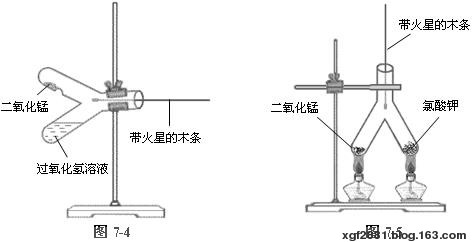 二氧化锰
过氧化氢溶液
带火星的木条
图 7-4
带火星的木条
二氧化锰
氯酸钾
图 7-5
xgf2681.blog.163.com